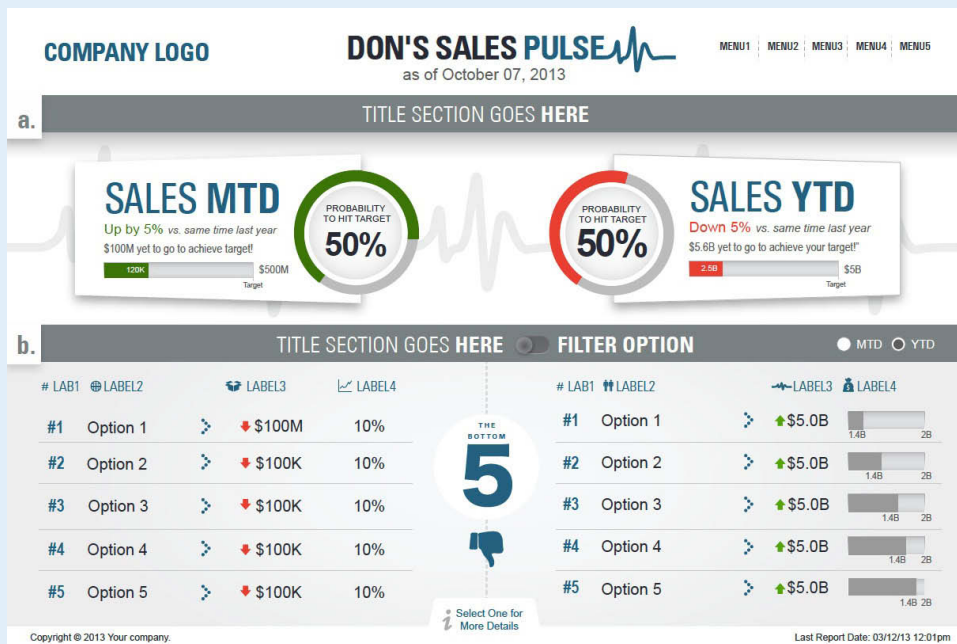 COMPANY LOGO
DON'S SALES PULSE
as of October 07, 2013
MENU1 MENU2 MENU3 MENU4 MENU5
a.
TITLE SECTION GOES HERE
SALES MTD
Up by 5% vs. same time last year
$100M yet to go to achieve target!
120K
$500M
Target
PROBABILITY
TO HIT TARGET
50%
PROBABILITY
TO HIT TARGET
50%
SALES YTD
Down 5% vs. same time last year
$5.6B yet to go to achieve your target!"
2.5B
$5B
Target
b.
TITLE SECTION GOES HERE FILTER OPTION
MTD YTD
# LAB1 LABEL2 LABEL3 LABEL4
#1 Option 1 $100M 10%
#2 Option 2 $100K 10%
#3 Option 3 $100K 10%
#4 Option 4 $100K 10%
#5 Option 5 $100K 10%
THE
BOTTOM
5
Select One for
More Details
# LAB1 LABEL2 LABEL3 LABEL4
#1 Option 1 $5.0B
1.4B 2B
#2 Option 2 $5.0B
1.4B 2B
#3 Option 3 $5.0B
1.4B 2B
#4 Option 4 $5.0B
1.4B 2B
#5 Option 5 $5.0B
1.4B 2B
Copyright © 2013 Your company.
Last Report Date: 03/12/13 12:01pm